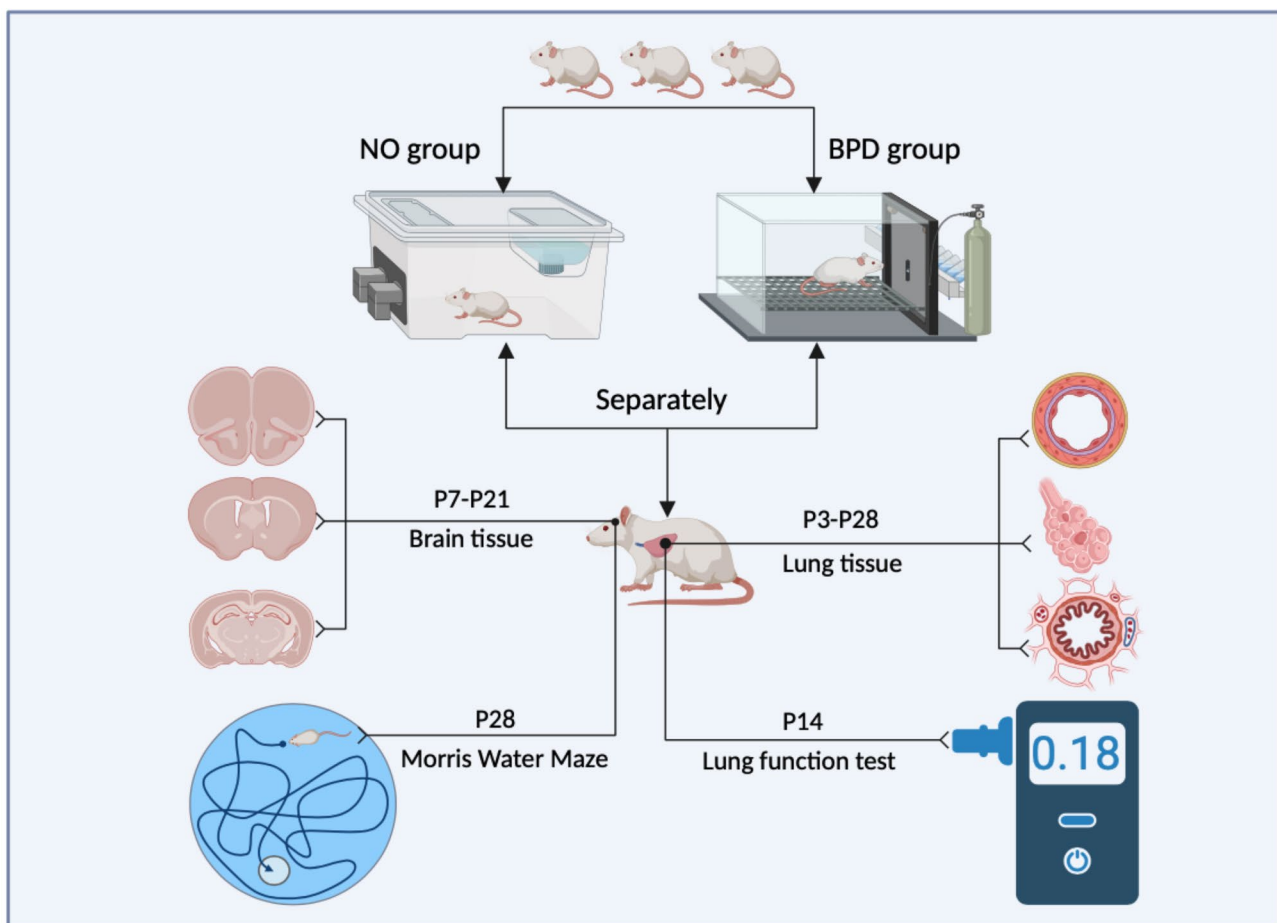 NO group
BPD group
Separately
P7-P21
Brain tissue
P3-P28
Lung tissue
P28
Morris Water Maze
P14
Lung function test
0.18